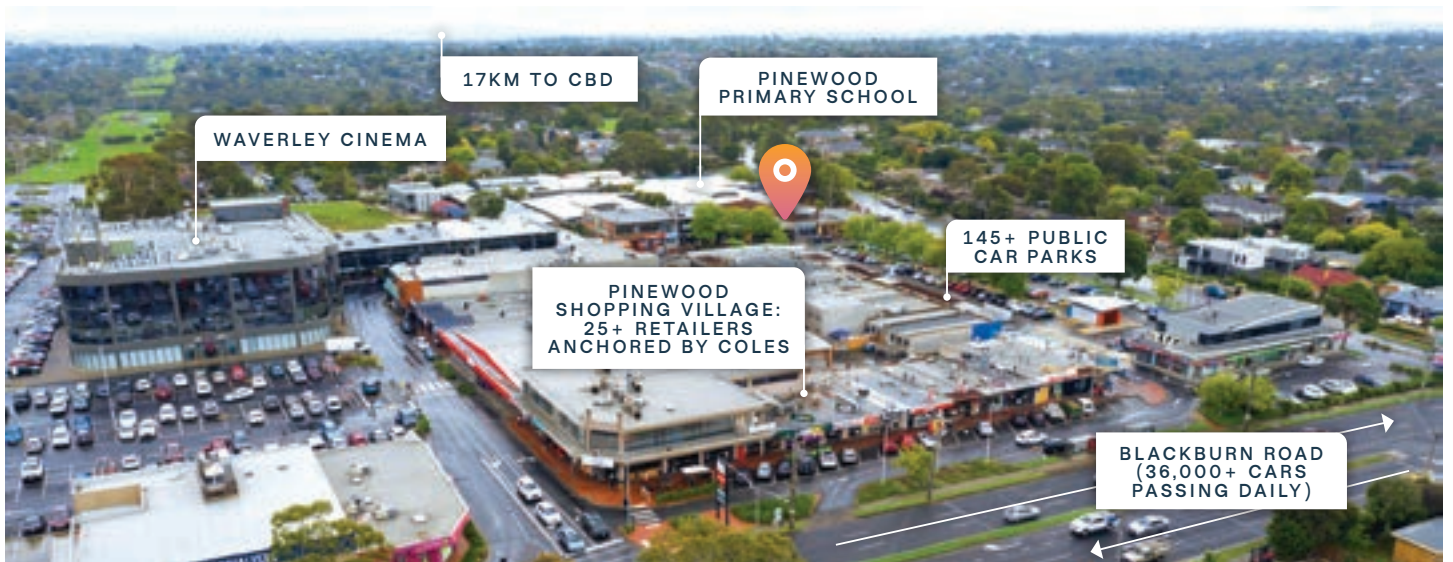 17KM TO CBD
PINEWOOD
PRIMARY SCHOOL
WAVERLEY CINEMA
145+ PUBLIC
CAR PARKS
PINEWOOD
SHOPPING VILLAGE:
25+ RETAILERS
ANCHORED BY COLES
BLACKBURN ROAD
(36,000+ CARS
PASSING DAILY)